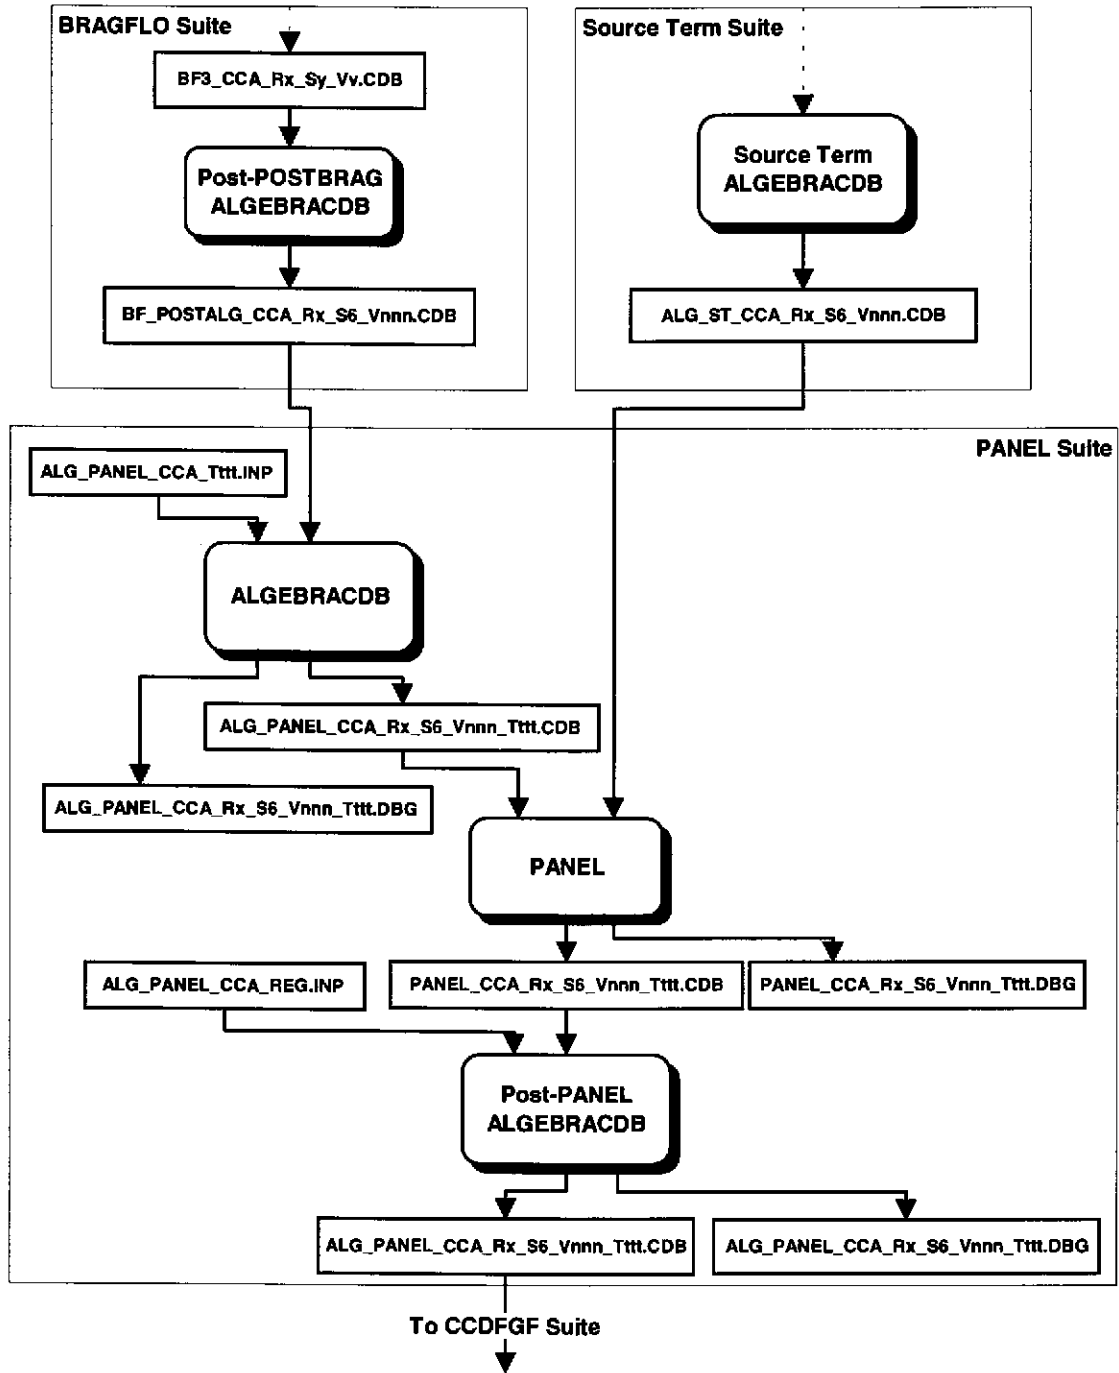 BRAGFLO Suite
BF3_CCA_Rx_Sy_Vv.CDB
Post-POSTBRAG
ALGEBRACDB
BF_POSTALG_CCA_Rx_S6_Vnnn.CDB
Source Term Suite
Source Term
ALGEBRACDB
ALG_ST_CCA_Rx_S6_Vnnn.CDB
PANEL Suite
ALG_PANEL_CCA_Tttt.INP
ALGEBRACDB
ALG_PANEL_CCA_Rx_S6_Vnnn_Tttt.CDB
ALG_PANEL_CCA_Rx_S6_Vnnn_Tttt.DBG
PANEL
ALG_PANEL_CCA_REG.INP
PANEL_CCA_Rx_S6_Vnnn_Tttt.CDB
PANEL_CCA_Rx_S6_Vnnn_Tttt.DBG
Post-PANEL
ALGEBRACDB
ALG_PANEL_CCA_Rx_S6_Vnnn_Tttt.CDB
ALG_PANEL_CCA_Rx_S6_Vnnn_Tttt.DBG
To CCDFGF Suite